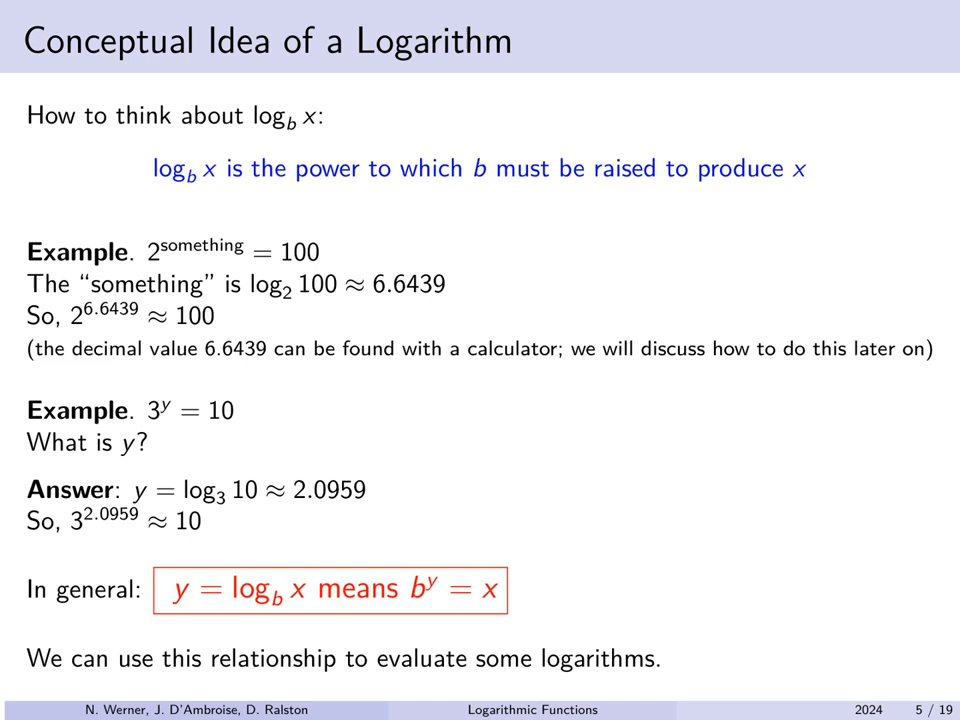 Conceptual Idea of a Logarithm
How to think about log_b x:
log_b x is the power to which b must be raised to produce x
Example. 2^something = 100
The “something” is log_2 100 ≈ 6.6439
So, 2^6.6439 ≈ 100
(the decimal value 6.6439 can be found with a calculator; we will discuss how to do this later on)
Example. 3^y = 10
What is y?
Answer: y = log_3 10 ≈ 2.0959
So, 3^2.0959 ≈ 10
In general: y = log_b x means b^y = x
We can use this relationship to evaluate some logarithms.
N. Werner, J. D'Ambroise, D. Ralston Logarithmic Functions 2024 5 / 19